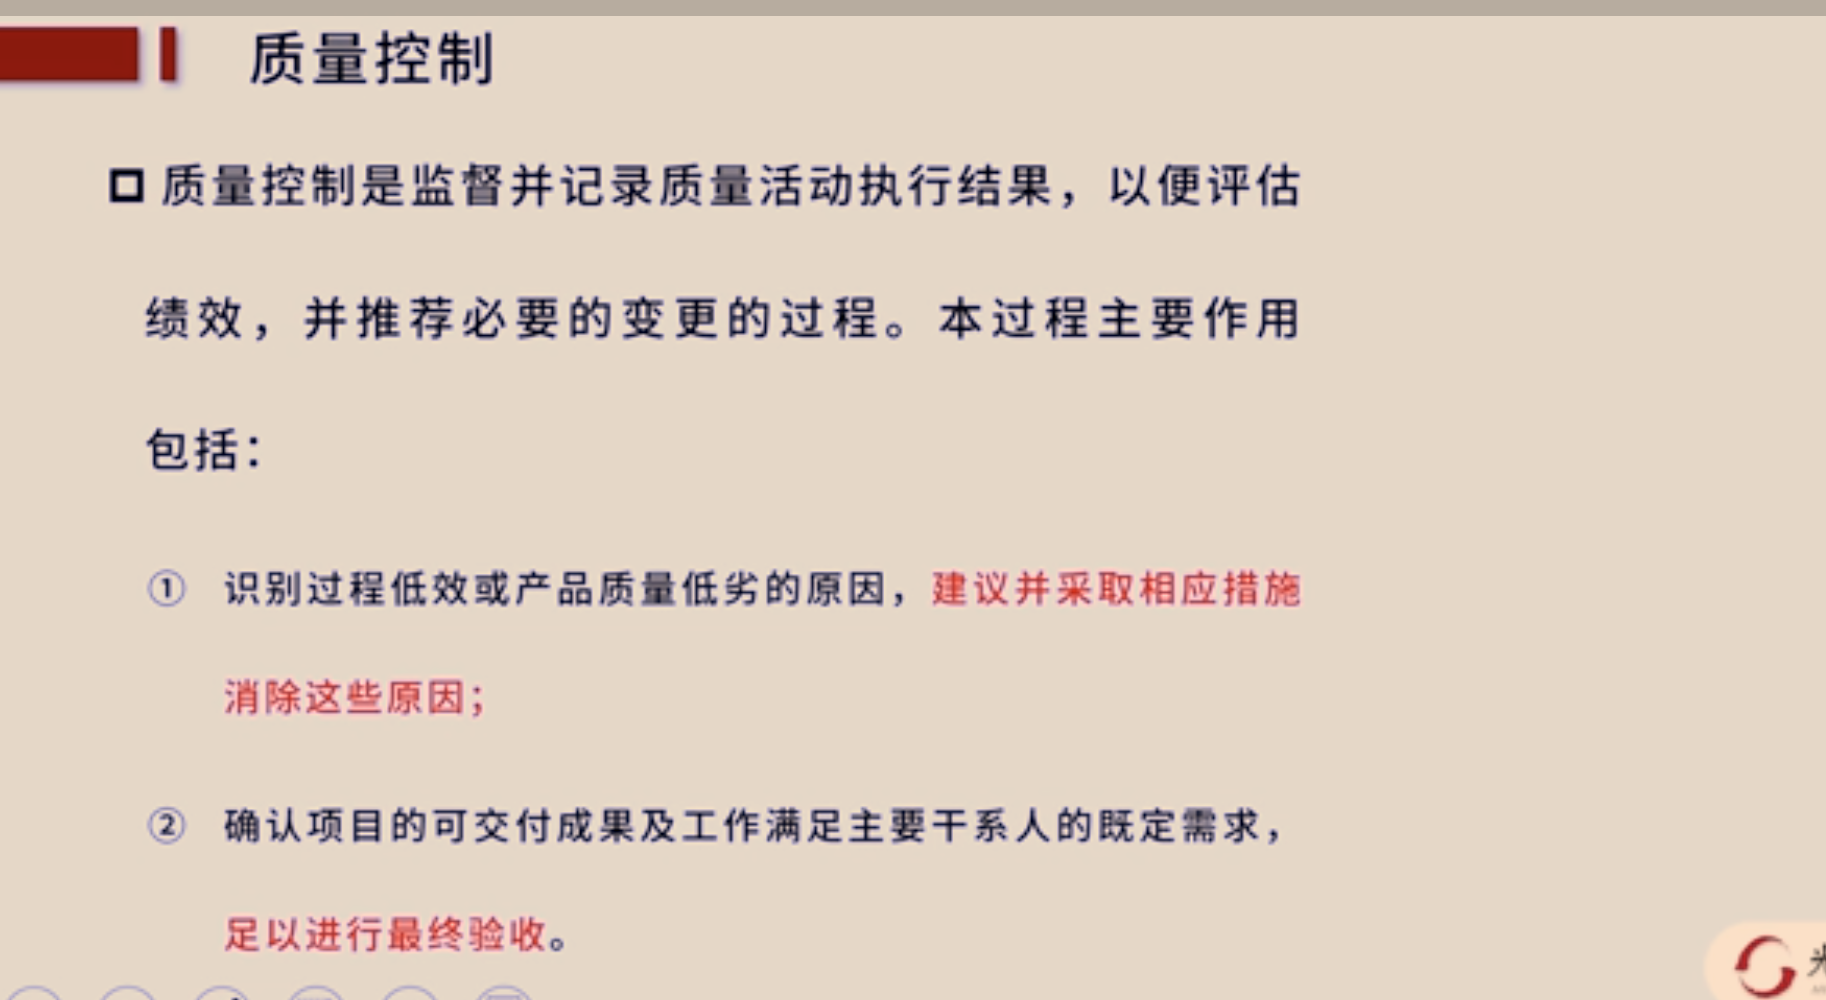 质量控制
质量控制是监督并记录质量活动执行结果，以便评估
绩效，并推荐必要的变更的过程。本过程主要作用
包括：
① 识别过程低效或产品质量低劣的原因，建议并采取相应措施
消除这些原因；
② 确认项目的可交付成果及工作满足主要干系人的既定需求，
足以进行最终验收。